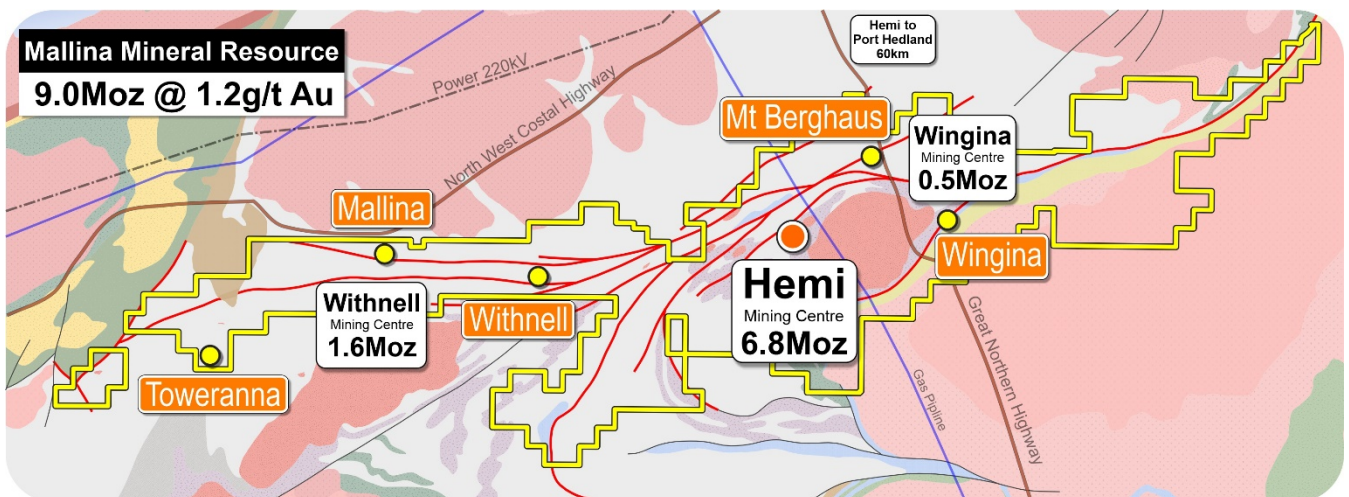 Mallina Mineral Resource
9.0Moz @ 1.2g/t Au
Power 220kV
North West Costal Highway
Hemi to
Port Hedland
60km
Mt Berghaus
Wingina
Mining Centre
0.5Moz
Mallina
Wingina
Hemi
Mining Centre
6.8Moz
Withnell
Mining Centre
1.6Moz
Withnell
Toweranna
Gas Pipline
Great Northern Highway